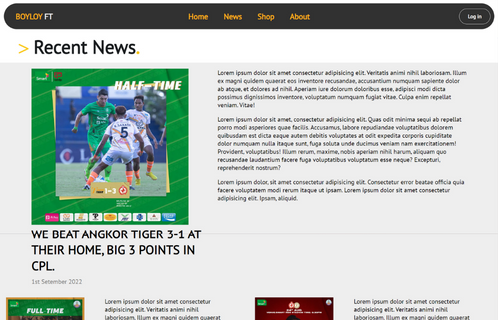 BOYLOY FT
Home News Shop About
Log in
> Recent News.
HALF-TIME
1-3
Lorem ipsum dolor sit amet consectetur adipisicing elit. Veritatis animi nihil laboriosam. Illum
ex magni quidem quaerat eos inventore recusandae, accusantium numquam sapiente dolor
ab atque, et dolores ad nihil. Aperiam iure dolorum doloribus esse, adipisci modi dicta
possimus dignissimos inventore, voluptatum numquam fugiat vitae. Culpa enim repellat
veniam. Vitae!
Lorem ipsum dolor sit amet consectetur adipisicing elit. Quas odit minima sequi ab repellat
porro modi asperiores quae facilis. Accusamus, labore repudiandae voluptatibus dolorem
quibusdam est dicta eaque autem debitis voluptates at odit expedita corporis cupiditate
dolor numquam nulla itaque sunt, fuga soluta unde ducimus veniam nam exercitationem!
Provident, voluptatibus! Illum rerum, maxime, nobis aperiam nihil harum, aliquam quo
recusandae laudantium facere fuga voluptatibus voluptatum esse neque? Excepturi,
reprehenderit nostrum?
Lorem ipsum dolor sit amet consectetur adipisicing elit. Consectetur error beatae officia quia
facere voluptatem modi rerum itaque ut ipsam. Lorem ipsum dolor sit amet consectetur
adipisicing elit. Ipsam, aliquid.
WE BEAT ANGKOR TIGER 3-1 AT
THEIR HOME, BIG 3 POINTS IN
CPL.
1st Setember 2022
FULL TIME
Lorem ipsum dolor sit amet consectetur
adipisicing elit. Veritatis animi nihil
laboriosam. Illum ex magni quidem quaerat
Lorem ipsum dolor sit amet consectetur
adipisicing elit. Veritatis animi nihil
laboriosam. Illum ex magni quidem quaerat